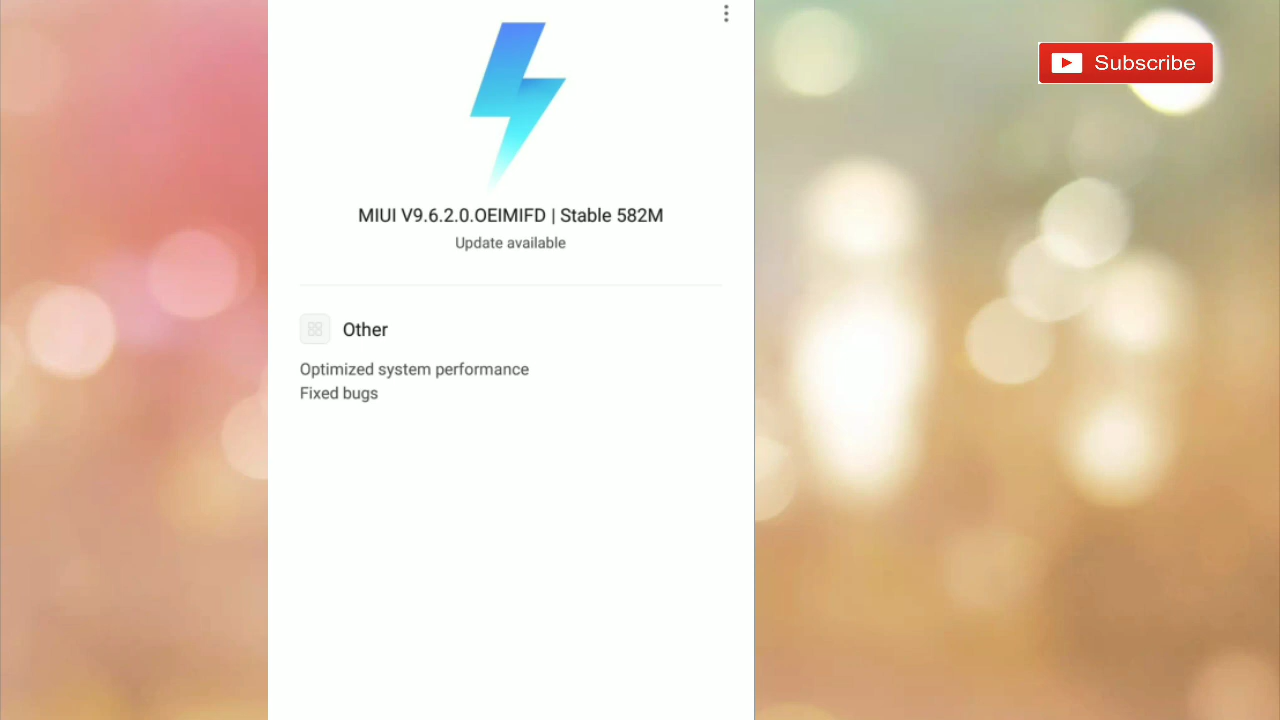 Subscribe
MIUI V9.6.2.0.OEIMIFD | Stable 582M
Update available
Other
Optimized system performance
Fixed bugs